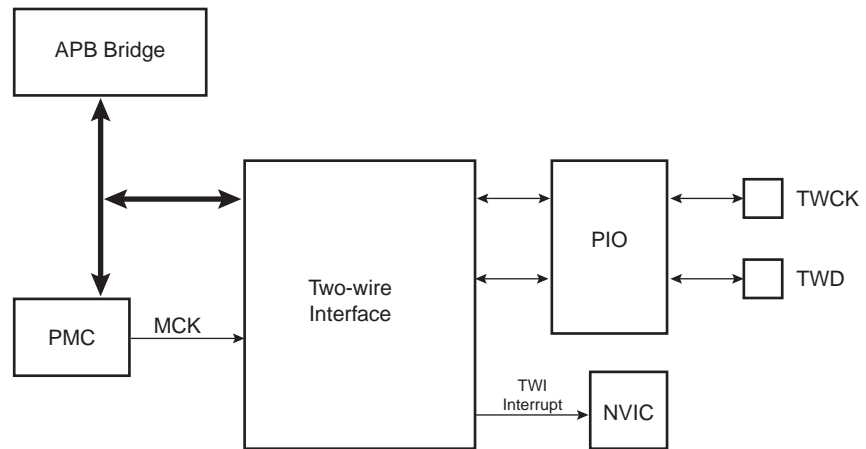 APB Bridge
TWCK
PIO
TWD
Two-wire
Interface
PMC
MCK
TWI
Interrupt
NVIC